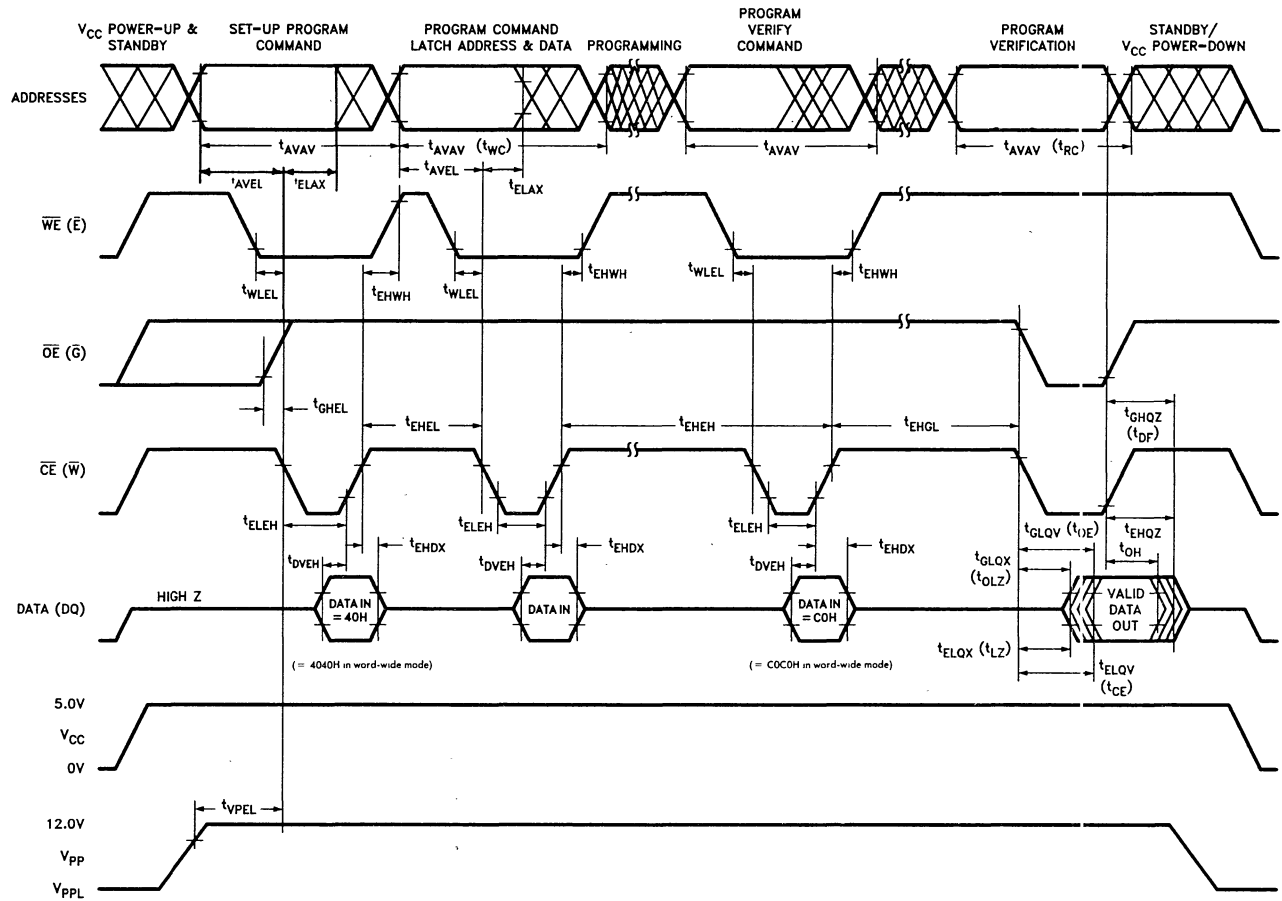 VCC POWER-UP & STANDBY
SET-UP PROGRAM COMMAND
PROGRAM COMMAND LATCH ADDRESS & DATA
PROGRAMMING
PROGRAM VERIFY COMMAND
PROGRAM VERIFICATION
STANDBY/ VCC POWER-DOWN
ADDRESSES
tAVAV
tAVAV (tWC)
tAVAV
tAVAV (tRC)
tAVEL
tELAX
tAVEL
tELAX
WE (E)
tWLEL
tEHWH
tWLEL
tEHWH
tWLEL
tEHWH
OE (G)
tGHEL
tEHEL
tEHEH
tEHGL
tGHQZ (tDF)
CE (W)
tELEH
tELEH
tELEH
tGLQV (tOE)
tEHQZ
tDVEH
tEHDX
tDVEH
tEHDX
tDVEH
tEHDX
tGLQX (tOLZ)
tOH
DATA (DQ)
HIGH Z
DATA IN = 40H
DATA IN
DATA IN = C0H
VALID DATA OUT
(= 4040H in word-wide mode)
(= C0C0H in word-wide mode)
tELQX (tLZ)
tELQV (tCE)
5.0V
VCC
0V
tVPEL
12.0V
VPP
VPPL